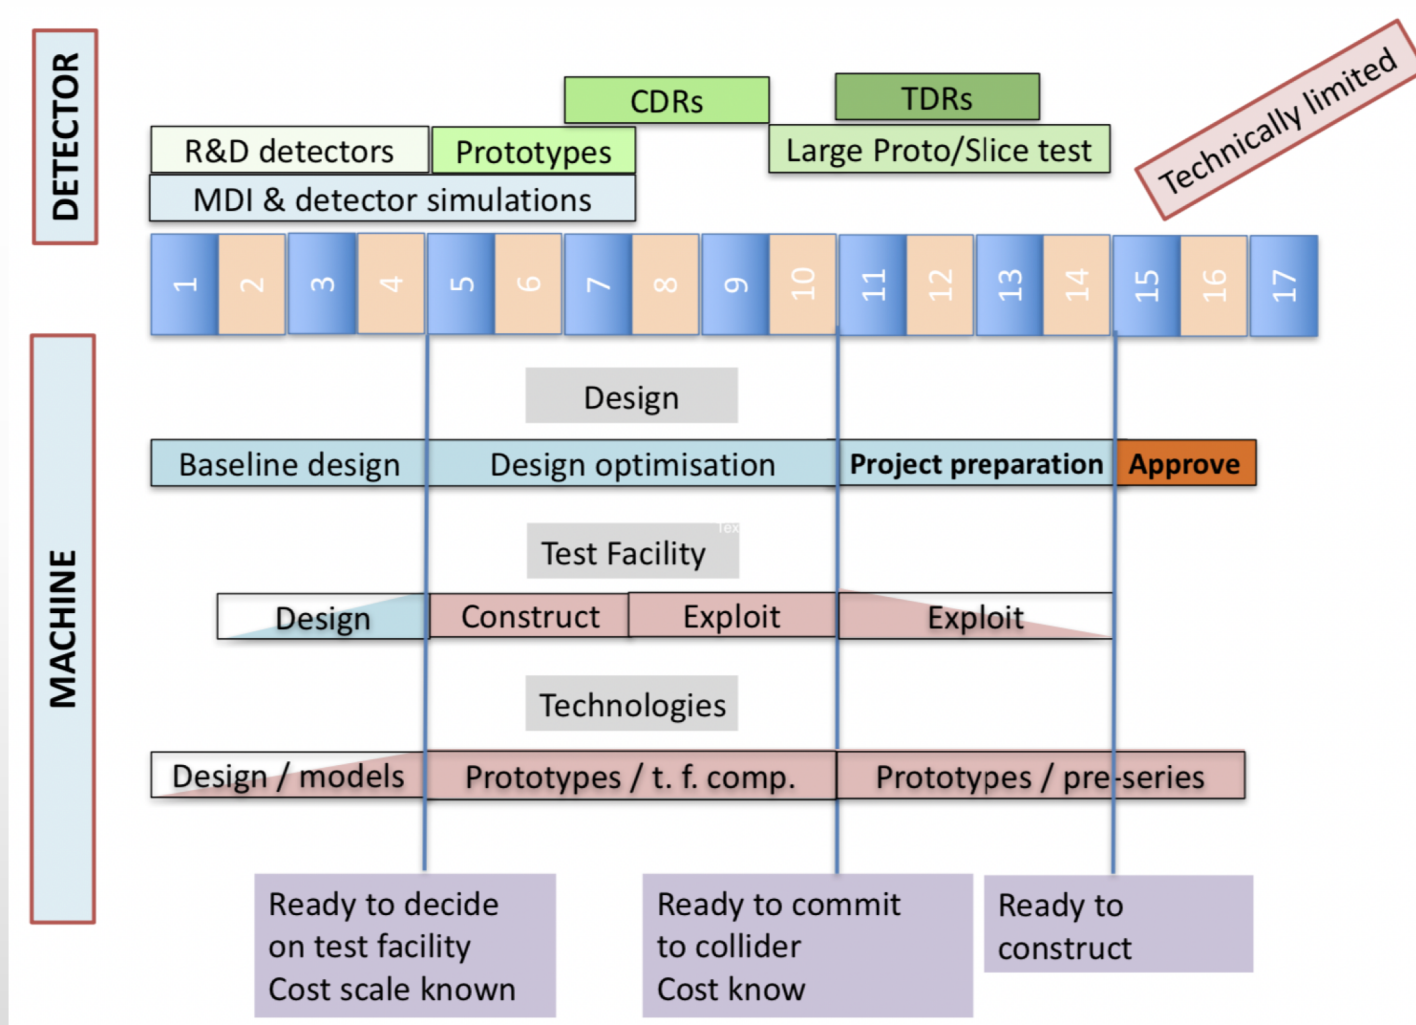 DETECTOR
Technically limited
CDRs
TDRs
R&D detectors
Prototypes
Large Proto/Slice test
MDI & detector simulations
1 2 3 4 5 6 7 8 9 10 11 12 13 14 15 16 17
MACHINE
Design
Baseline design
Design optimisation
Project preparation
Approve
Tex
Test Facility
Design
Construct
Exploit
Exploit
Technologies
Design / models
Prototypes / t. f. comp.
Prototypes / pre-series
Ready to decide
on test facility
Cost scale known
Ready to commit
to collider
Cost know
Ready to
construct